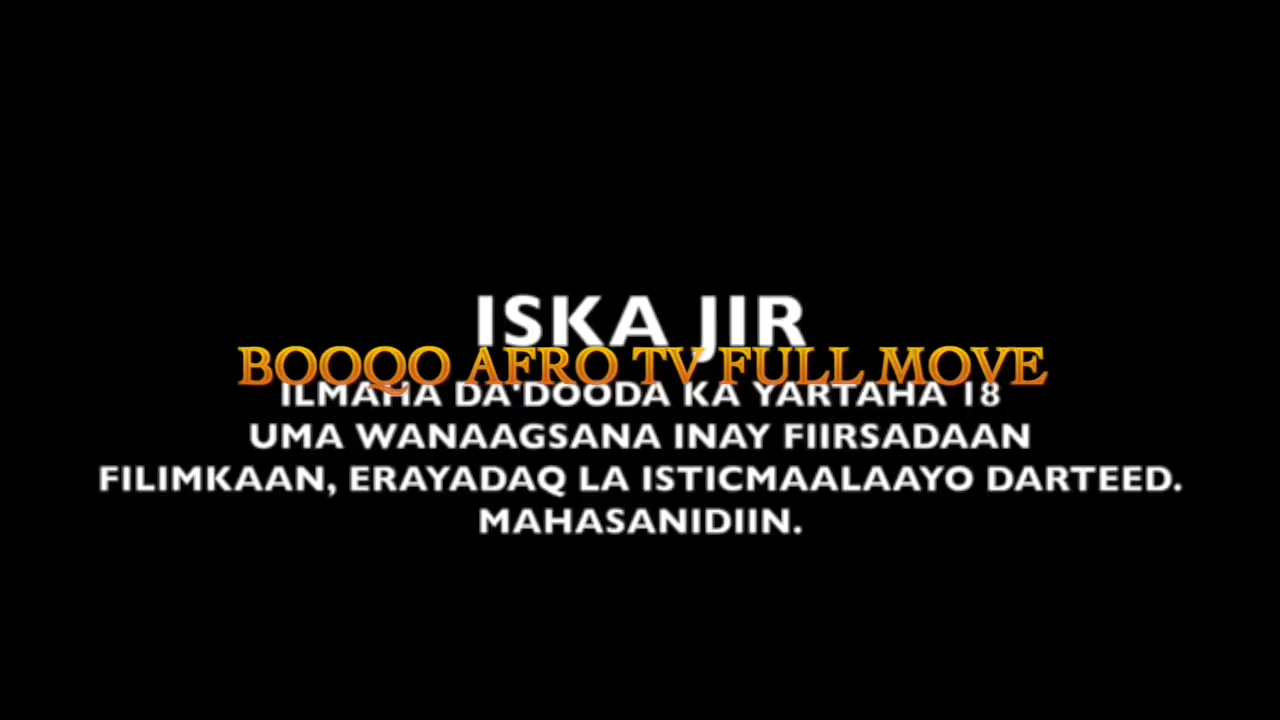 ISKA JIR
BOOQO AFRO TV FULL MOVE
ILMAHA DA'DOODA KA YARTAHA 18
UMA WANAAGSANA INAY FIIRSADAAN
FILIMKAAN, ERAYADAQ LA ISTICMAALAAYO DARTEED.
MAHASANIDIIN.